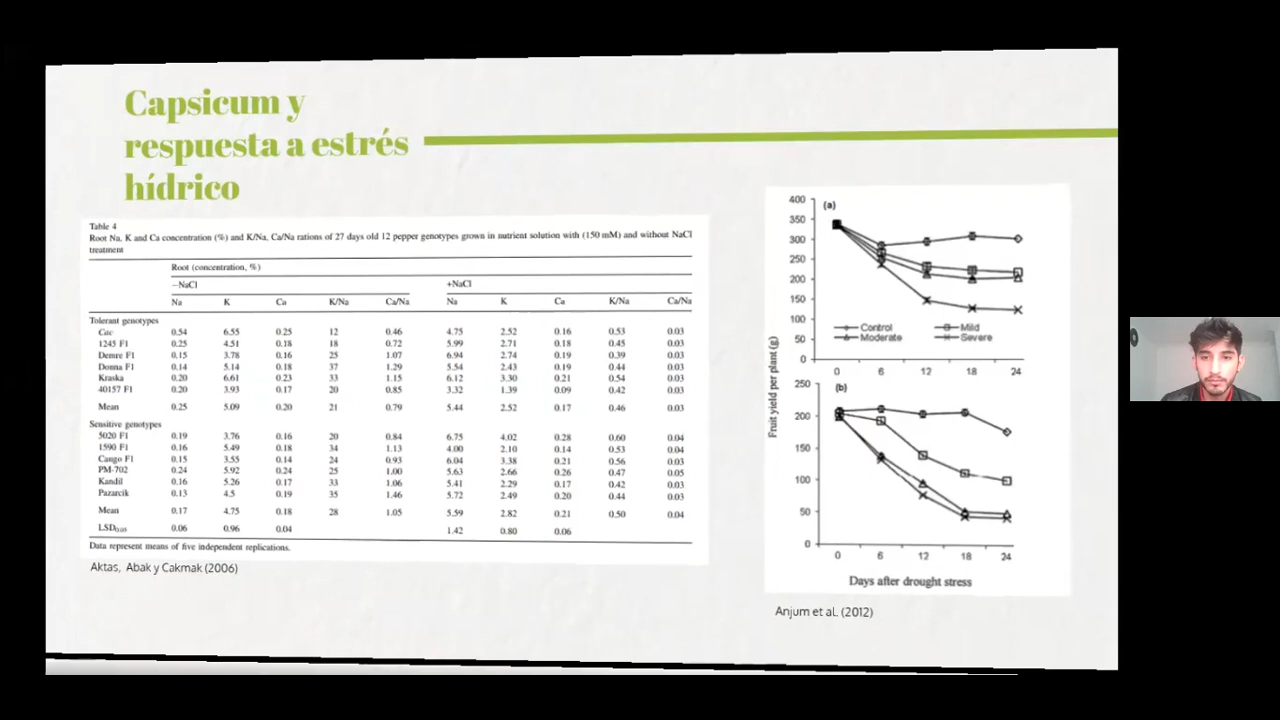 Capsicum y
respuesta a estrés
hídrico
Table 4
Root Na, K and Ca concentration (%) and K/Na, Ca/Na rations of 27 days old 12 pepper genotypes grown in nutrient solution with (150 mM) and without NaCl
treatment
Root (concentration, %)
−NaCl +NaCl
Na K Ca K/Na Ca/Na Na K Ca K/Na Ca/Na
Tolerant genotypes
Cac 0.54 6.55 0.25 12 0.46 4.75 2.52 0.16 0.53 0.03
1245 F1 0.25 4.51 0.18 18 0.72 5.99 2.71 0.18 0.45 0.03
Demre F1 0.15 3.78 0.16 25 1.07 6.94 2.74 0.19 0.39 0.03
Donna F1 0.14 5.14 0.18 37 1.29 5.54 2.43 0.19 0.44 0.03
Kraska 0.20 6.61 0.23 33 1.15 6.12 3.30 0.21 0.54 0.03
40157 F1 0.20 3.93 0.17 20 0.85 3.32 1.39 0.09 0.42 0.03
Mean 0.25 5.09 0.20 21 0.79 5.44 2.52 0.17 0.46 0.03
Sensitive genotypes
5020 F1 0.19 3.76 0.16 20 0.84 6.75 4.02 0.28 0.60 0.04
1590 F1 0.16 5.49 0.18 34 1.13 4.00 2.10 0.14 0.53 0.04
Cango F1 0.15 3.55 0.14 24 0.93 6.04 3.38 0.21 0.56 0.03
PM-702 0.24 5.92 0.24 25 1.00 5.63 2.66 0.26 0.47 0.05
Kandil 0.16 5.26 0.17 33 1.06 5.41 2.29 0.17 0.42 0.03
Pazarcik 0.13 4.5 0.19 35 1.46 5.72 2.49 0.20 0.44 0.03
Mean 0.17 4.75 0.18 28 1.05 5.59 2.82 0.21 0.50 0.04
LSD0.05 0.06 0.96 0.04 1.42 0.80 0.06
Data represent means of five independent replications.
Aktas, Abak y Cakmak (2006)
Fruit yield per plant (g)
(a)
400
350
300
250
200
150
100
50
0
Control Mild
Moderate Severe
0 6 12 18 24
(b)
250
200
150
100
50
0
0 6 12 18 24
Days after drought stress
Anjum et al. (2012)